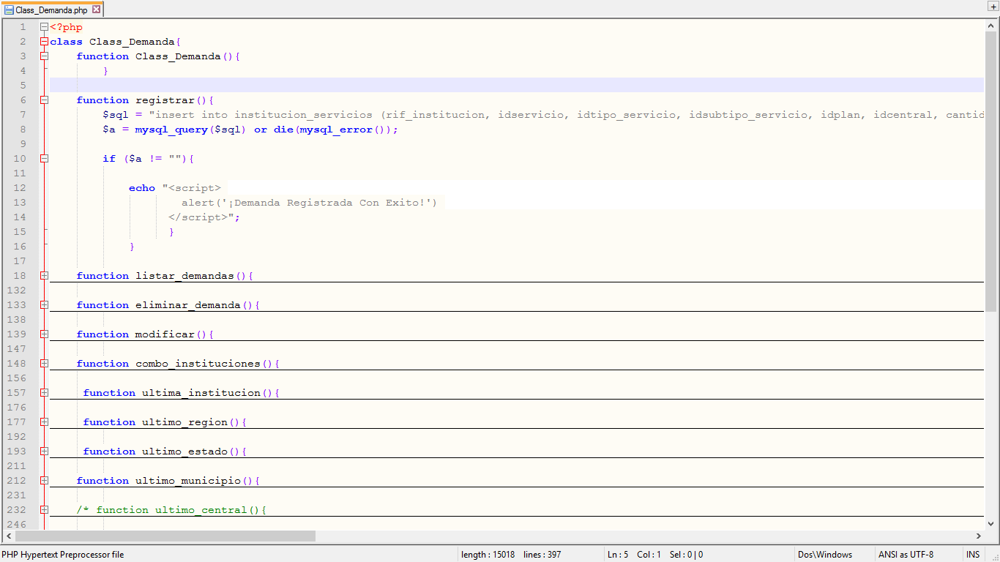 Class_Demanda.php
1 <?php
2 class Class_Demanda{
3 function Class_Demanda(){
4 }
5
6 function registrar(){
7 $sql = "insert into institucion_servicios (rif_institucion, idservicio, idtipo_servicio, idsubtipo_servicio, idplan, idcentral, cantid
8 $a = mysql_query($sql) or die(mysql_error());
9
10 if ($a != ""){
11
12 echo "<script>
13 alert('¡Demanda Registrada Con Exito!')
14 </script>";
15 }
16 }
17
18 function listar_demandas(){
132
133 function eliminar_demanda(){
138
139 function modificar(){
147
148 function combo_instituciones(){
156
157 function ultima_institucion(){
176
177 function ultimo_region(){
192
193 function ultimo_estado(){
211
212 function ultimo_municipio(){
231
232 /* function ultimo_central(){
246
PHP Hypertext Preprocessor file length : 15018 lines : 397 Ln : 5 Col : 1 Sel : 0 | 0 Dos\Windows ANSI as UTF-8 INS